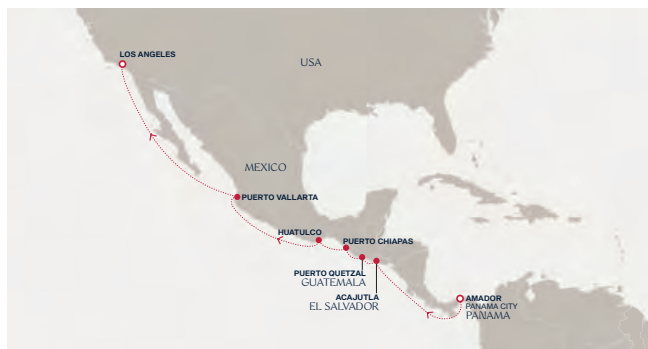 LOS ANGELES
USA
MEXICO
PUERTO VALLARTA
HUATULCO
PUERTO CHIAPAS
PUERTO QUETZAL
GUATEMALA
ACAJUTLA
EL SALVADOR
AMADOR
PANAMA CITY
PANAMA